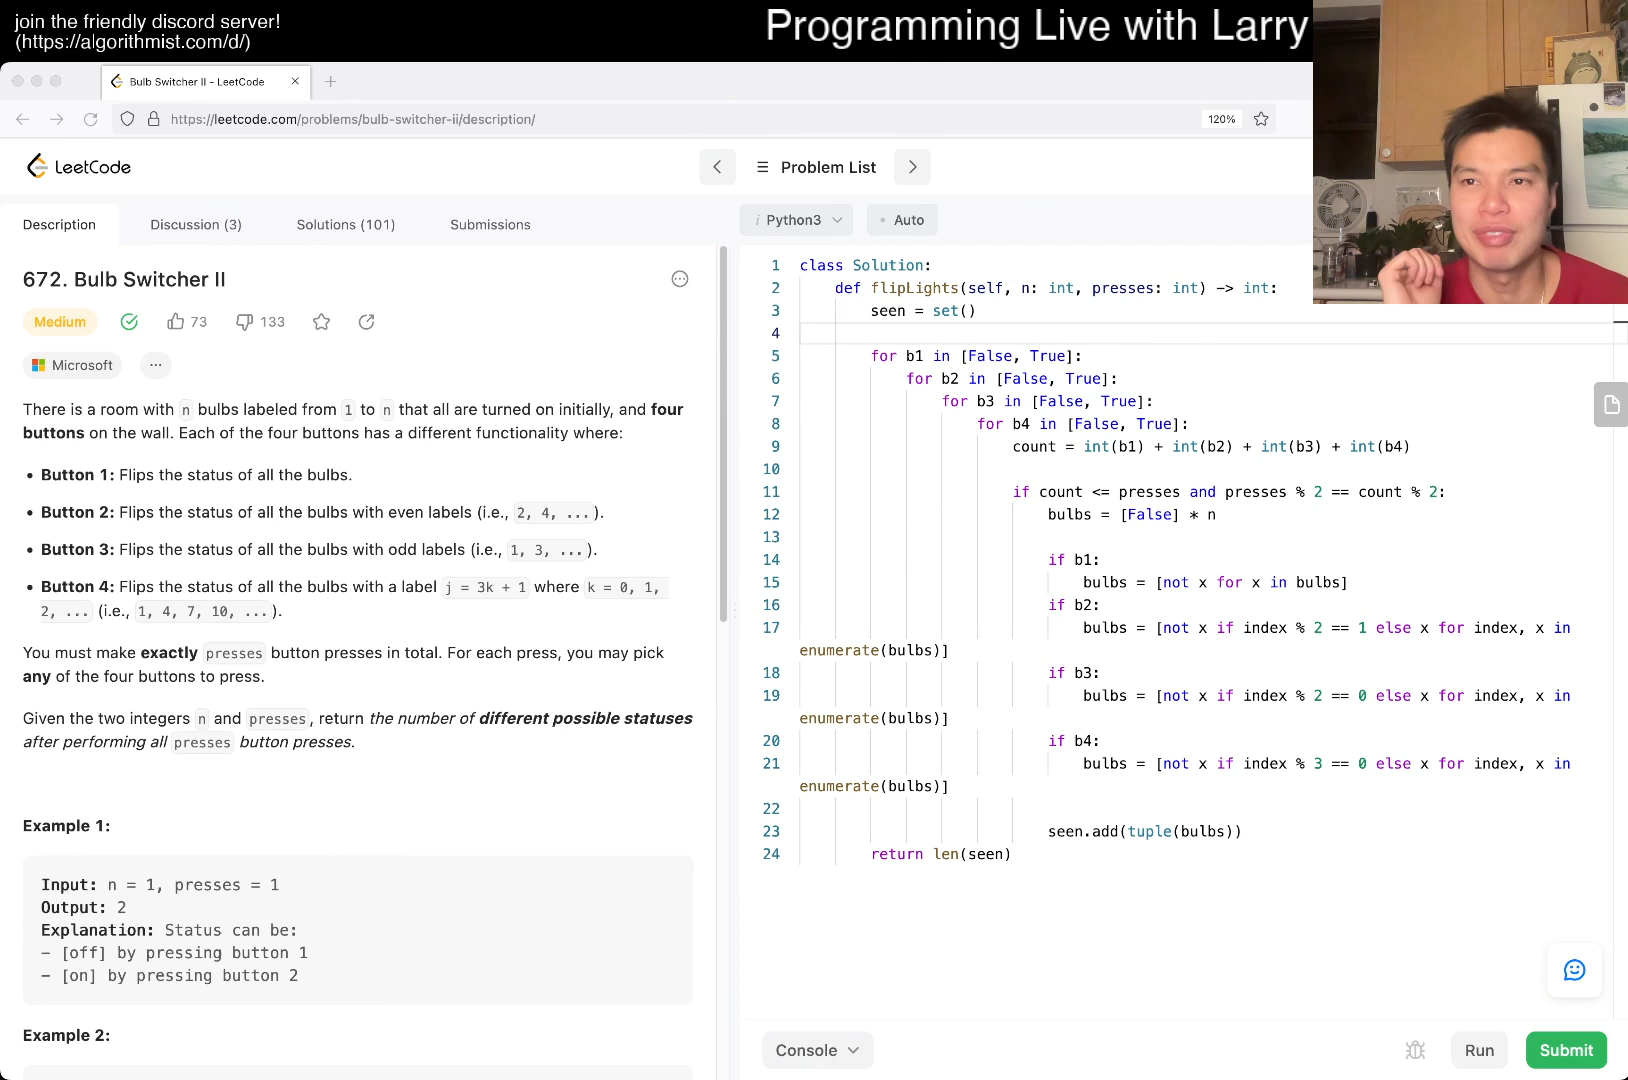 join the friendly discord server!
(https://algorithmist.com/d/)
Programming Live with Larry
Bulb Switcher II - LeetCode
https://leetcode.com/problems/bulb-switcher-ii/description/
120%
LeetCode
Problem List
Description
Discussion (3)
Solutions (101)
Submissions
672. Bulb Switcher II
Medium
73
133
Microsoft
There is a room with n bulbs labeled from 1 to n that all are turned on initially, and four
buttons on the wall. Each of the four buttons has a different functionality where:
• Button 1: Flips the status of all the bulbs.
• Button 2: Flips the status of all the bulbs with even labels (i.e., 2, 4, ...).
• Button 3: Flips the status of all the bulbs with odd labels (i.e., 1, 3, ...).
• Button 4: Flips the status of all the bulbs with a label j = 3k + 1 where k = 0, 1,
2, ... (i.e., 1, 4, 7, 10, ...).
You must make exactly presses button presses in total. For each press, you may pick
any of the four buttons to press.
Given the two integers n and presses, return the number of different possible statuses
after performing all presses button presses.
Example 1:
Input: n = 1, presses = 1
Output: 2
Explanation: Status can be:
- [off] by pressing button 1
- [on] by pressing button 2
Example 2:
i Python3
• Auto
1 class Solution:
2 def flipLights(self, n: int, presses: int) -> int:
3 seen = set()
4
5 for b1 in [False, True]:
6 for b2 in [False, True]:
7 for b3 in [False, True]:
8 for b4 in [False, True]:
9 count = int(b1) + int(b2) + int(b3) + int(b4)
10
11 if count <= presses and presses % 2 == count % 2:
12 bulbs = [False] * n
13
14 if b1:
15 bulbs = [not x for x in bulbs]
16 if b2:
17 bulbs = [not x if index % 2 == 1 else x for index, x in
enumerate(bulbs)]
18 if b3:
19 bulbs = [not x if index % 2 == 0 else x for index, x in
enumerate(bulbs)]
20 if b4:
21 bulbs = [not x if index % 3 == 0 else x for index, x in
enumerate(bulbs)]
22
23 seen.add(tuple(bulbs))
24 return len(seen)
Console
Run
Submit